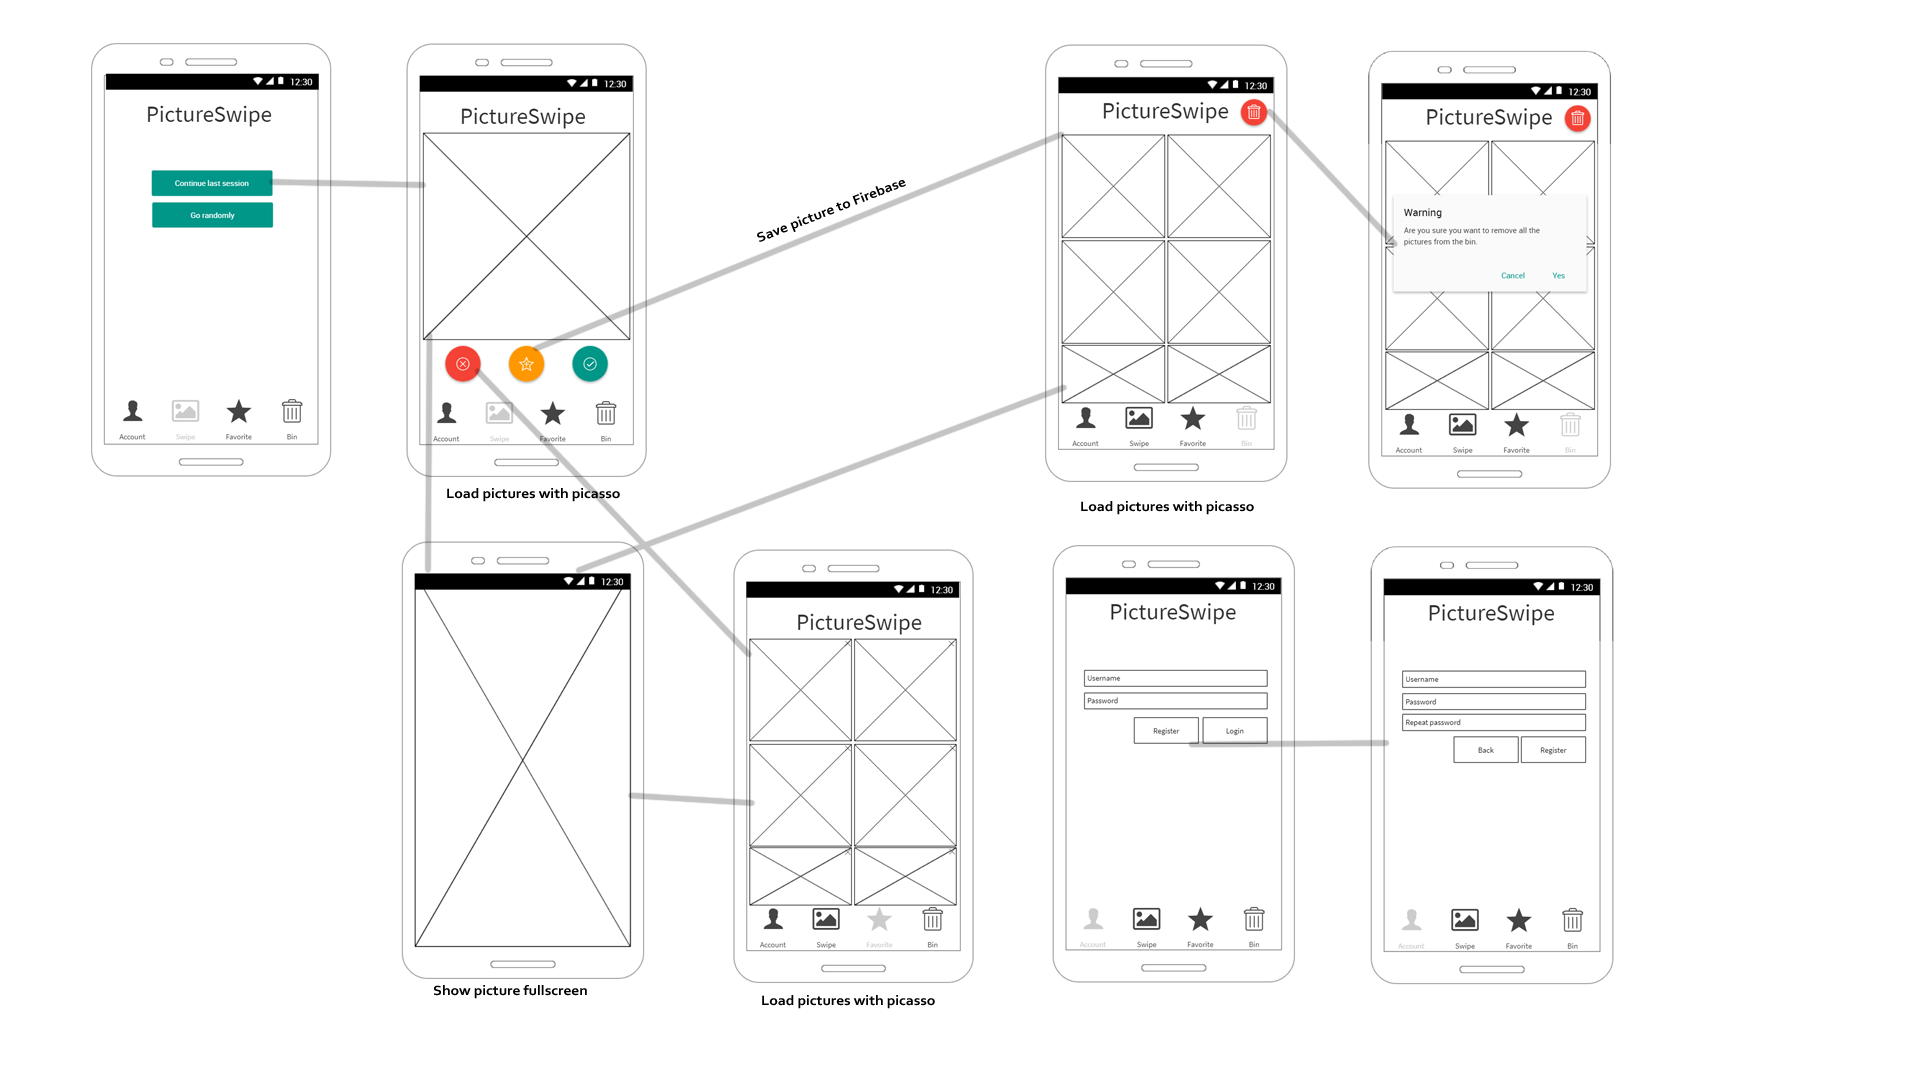 12:30
PictureSwipe
Continue last session
Go randomly
Account
Swipe
Favorite
Bin
12:30
PictureSwipe
Account
Swipe
Favorite
Bin
Load pictures with picasso
Save picture to Firebase
12:30
PictureSwipe
Account
Swipe
Favorite
Bin
Load pictures with picasso
12:30
PictureSwipe
Warning
Are you sure you want to remove all the
pictures from the bin.
Cancel
Yes
Account
Swipe
Favorite
Bin
12:30
Show picture fullscreen
12:30
PictureSwipe
Account
Swipe
Favorite
Bin
Load pictures with picasso
12:30
PictureSwipe
Username
Password
Register
Login
Account
Swipe
Favorite
Bin
12:30
PictureSwipe
Username
Password
Repeat password
Back
Register
Account
Swipe
Favorite
Bin